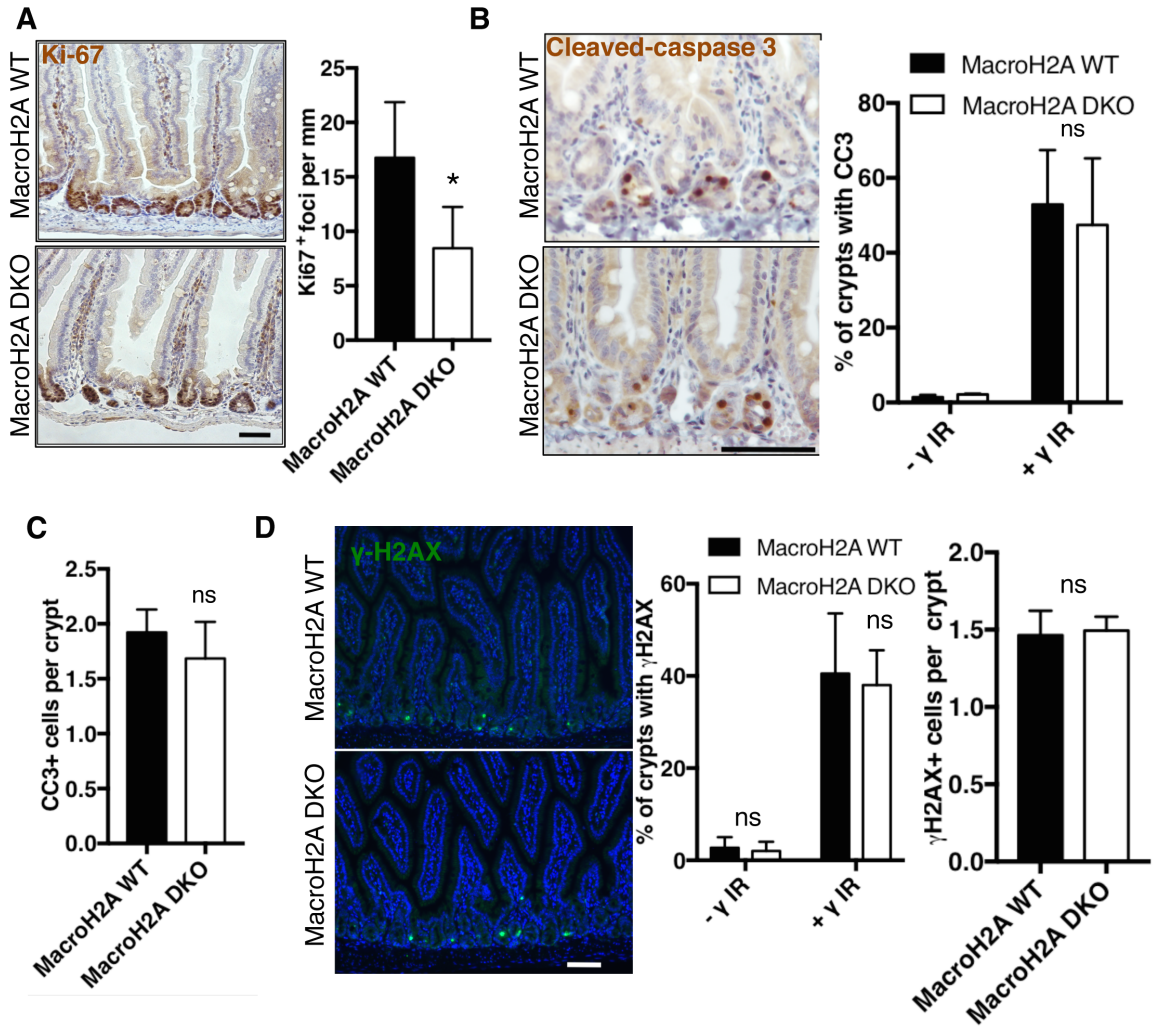 A
Ki-67
MacroH2A WT
MacroH2A DKO
Ki67 + foci per mm
25
20
15
10
5
0
*
MacroH2A WT
MacroH2A DKO
B
Cleaved-caspase 3
MacroH2A WT
MacroH2A DKO
MacroH2A WT
MacroH2A DKO
% of crypts with CC3
80
60
40
20
0
ns
- γ IR
+ γ IR
C
CC3+ cells per crypt
2.5
2.0
1.5
1.0
0.5
0.0
ns
MacroH2A WT
MacroH2A DKO
D
γ-H2AX
MacroH2A WT
MacroH2A DKO
MacroH2A WT
MacroH2A DKO
% of crypts with γH2AX
60
40
20
0
ns
ns
- γ IR
+ γ IR
γH2AX+ cells per crypt
2.0
1.5
1.0
0.5
0.0
ns
MacroH2A WT
MacroH2A DKO